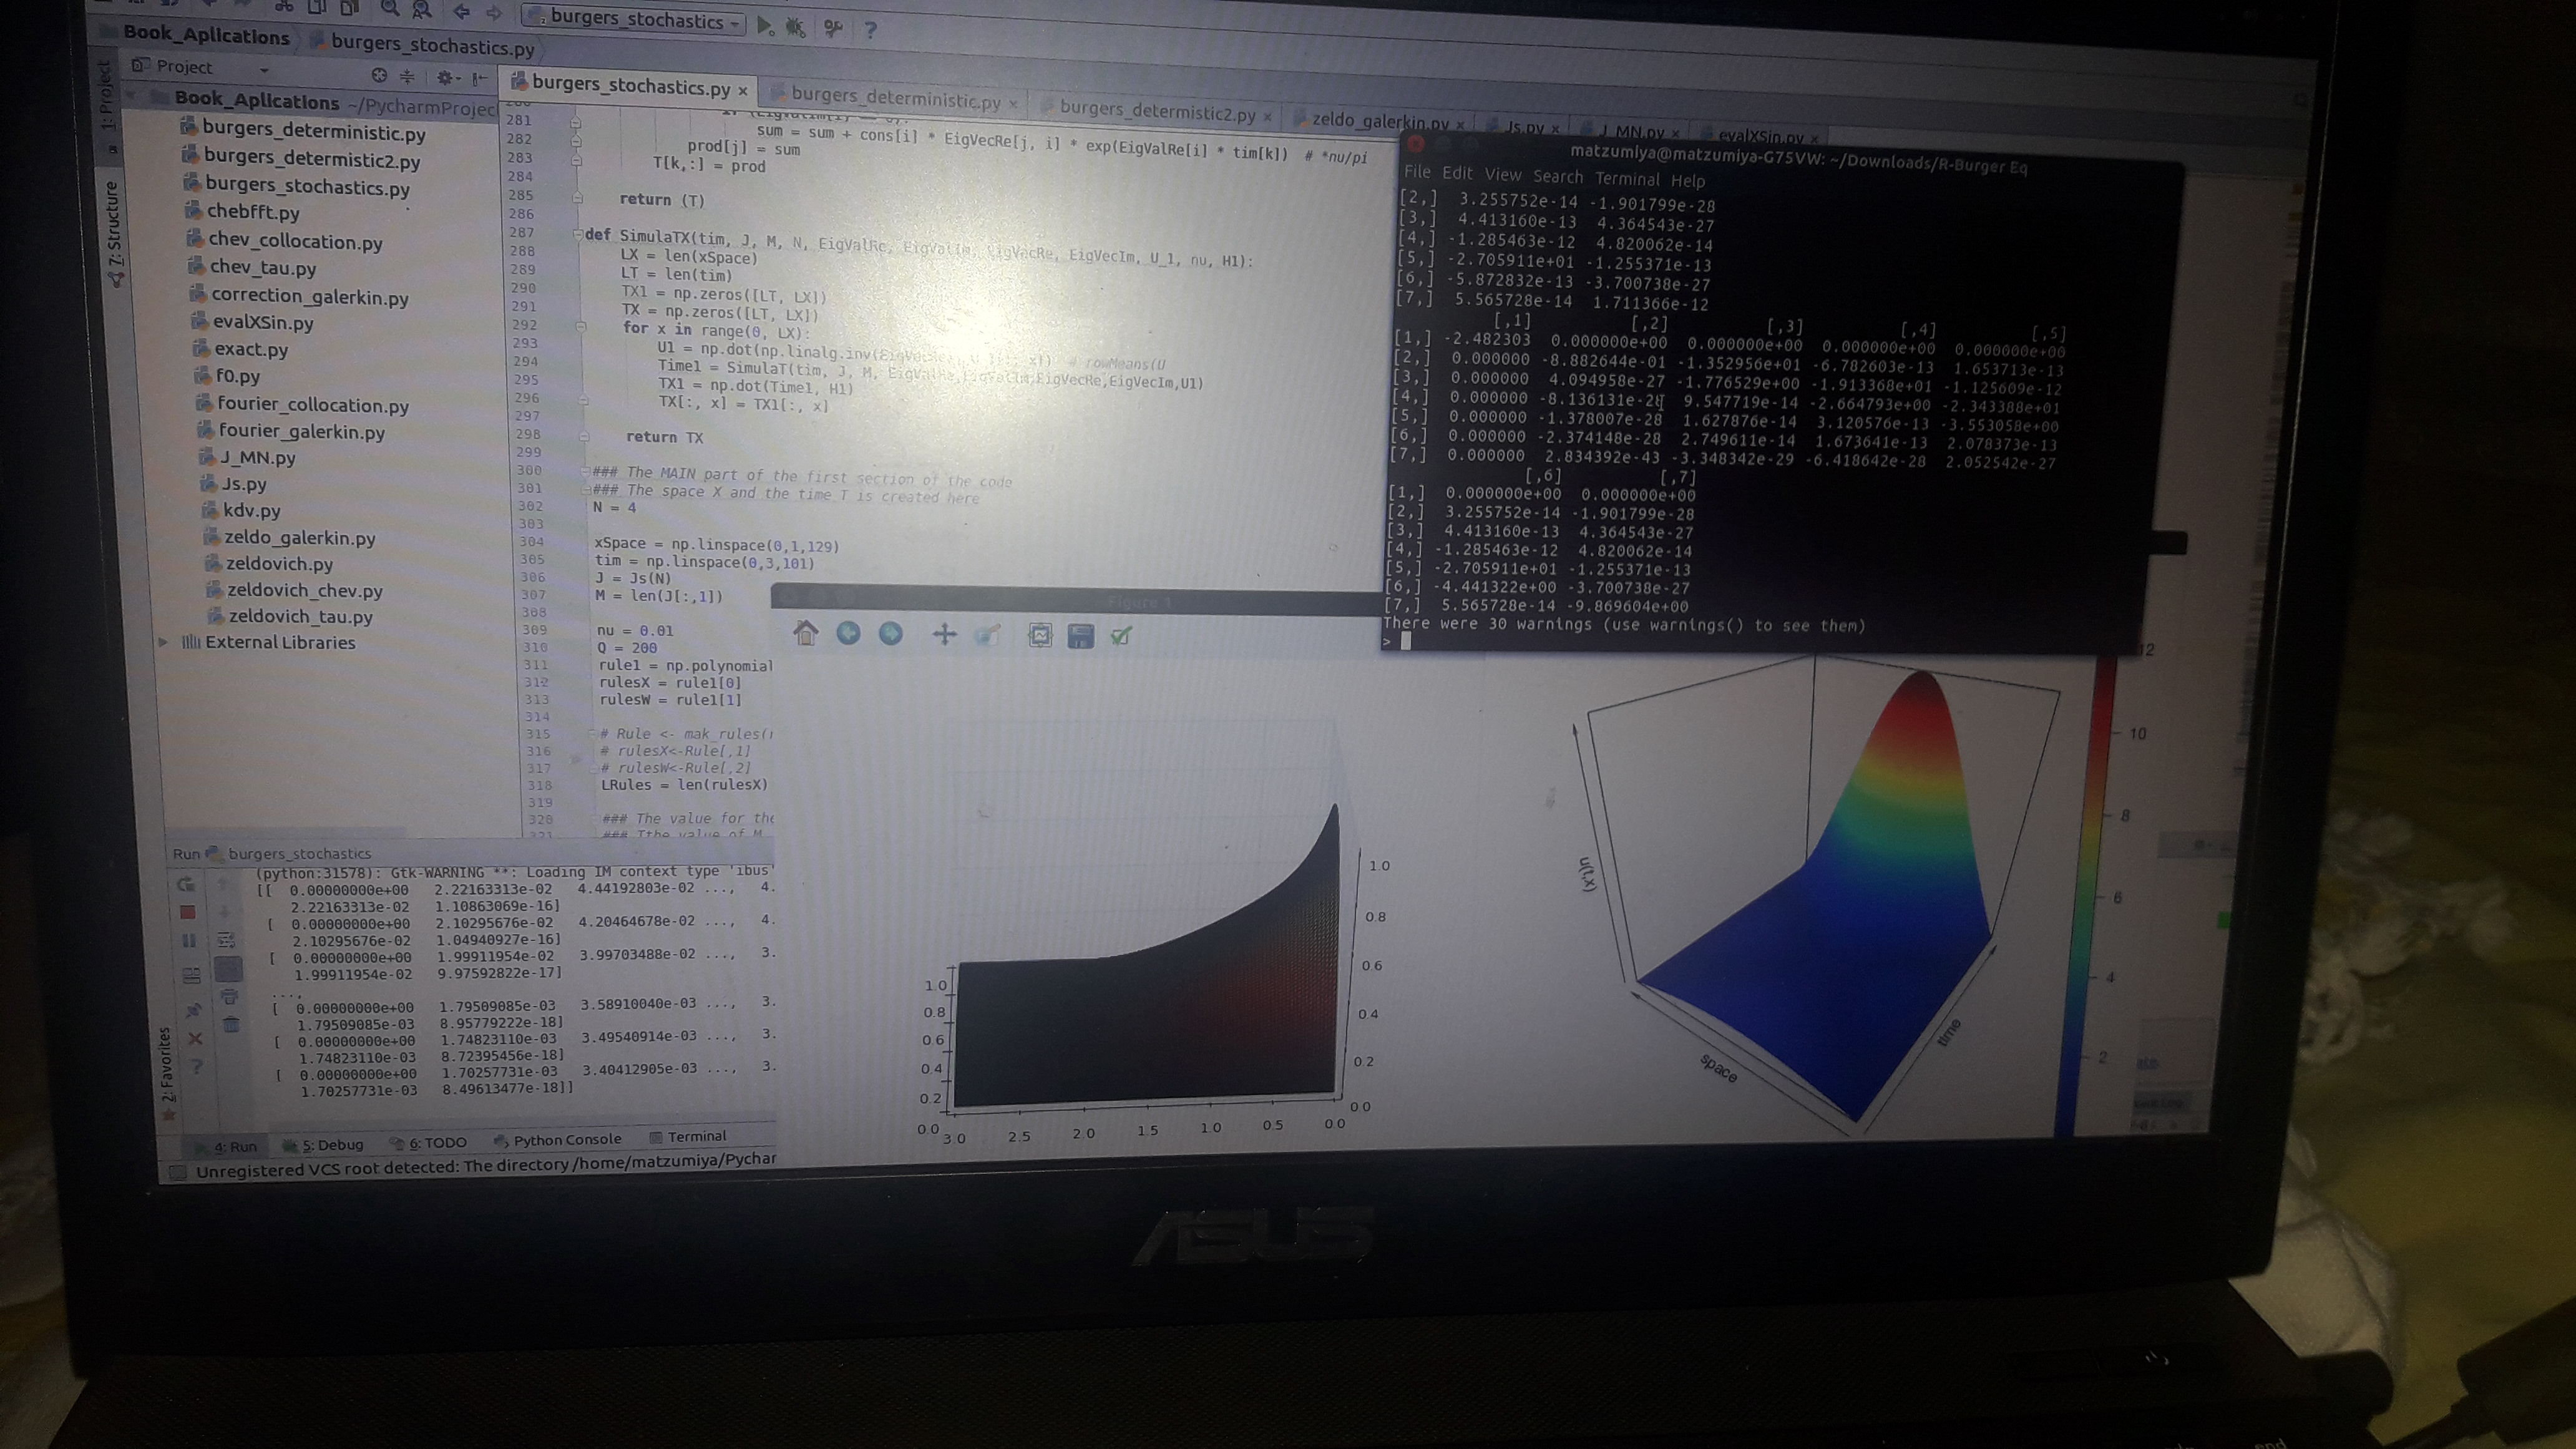 Book_Apllcations
burgers_stochastics.py
burgers_stochastics
?
1: Project
7: Structure
2: Favorites
Project
Book_Apllcations ~/PycharmProjec
burgers_deterministic.py
burgers_determistic2.py
burgers_stochastics.py
chebfft.py
chev_collocation.py
chev_tau.py
correction_galerkin.py
evalXSin.py
exact.py
f0.py
fourier_collocation.py
fourier_galerkin.py
J_MN.py
Js.py
kdv.py
zeldo_galerkin.py
zeldovich.py
zeldovich_chev.py
zeldovich_tau.py
External Libraries
burgers_stochastics.py ×
burgers_deterministic.py ×
burgers_determistic2.py ×
zeldo_galerkin.py ×
Js.py ×
J_MN.py ×
evalXSin.py ×
281
282 sum = sum + cons[i] * EigVecRe[j, i] * exp(EigValRe[i] * tim[k]) # *nu/pi
283 prod[j] = sum
284 T[k,:] = prod
285 return (T)
286
287 def SimulaTX(tim, J, M, N, EigValRe, EigValIm, EigVecRe, EigVecIm, U_1, nu, H1):
288 LX = len(xSpace)
289 LT = len(tim)
290 TX1 = np.zeros([LT, LX])
291 TX = np.zeros([LT, LX])
292 for x in range(0, LX):
293 U1 = np.dot(np.linalg.inv( x]) # rowMeans(U
294 Time1 = SimulaT(tim, J, M, EigVecRe,EigVecIm,U1)
295 TX1 = np.dot(Time1, H1)
296 TX[:, x] = TX1[:, x]
297
298 return TX
299
300 ### The MAIN part of the first section of the code
301 ### The space X and the time T is created here
302 N = 4
303
304 xSpace = np.linspace(0,1,129)
305 tim = np.linspace(0,3,101)
306 J = Js(N)
307 M = len(J[:,1])
308
309 nu = 0.01
310 Q = 200
311 rule1 = np.polynomial
312 rulesX = rule1[0]
313 rulesW = rule1[1]
314
315 # Rule <- mak_rules(
316 # rulesX<-Rule[,1]
317 # rulesW<-Rule[,2]
318 LRules = len(rulesX)
319
320 ### The value for the
Run burgers_stochastics
(python:31578): Gtk-WARNING **: Loading IM context type 'ibus'
[[ 0.00000000e+00 2.22163313e-02 4.44192803e-02 ..., 4.
2.22163313e-02 1.10863069e-16]
[ 0.00000000e+00 2.10295676e-02 4.20464678e-02 ..., 4.
2.10295676e-02 1.04940927e-16]
[ 0.00000000e+00 1.99911954e-02 3.99703488e-02 ..., 3.
1.99911954e-02 9.97592822e-17]
...,
[ 0.00000000e+00 1.79509085e-03 3.58910040e-03 ..., 3.
1.79509085e-03 8.95779222e-18]
[ 0.00000000e+00 1.74823110e-03 3.49540914e-03 ..., 3.
1.74823110e-03 8.72395456e-18]
[ 0.00000000e+00 1.70257731e-03 3.40412905e-03 ..., 3.
1.70257731e-03 8.49613477e-18]]
4: Run 5: Debug 6: TODO Python Console Terminal
Unregistered VCS root detected: The directory /home/matzumiya/Pychar
Figure 1
1.0
0.8
0.6
0.4
0.2
0.0
3.0 2.5 2.0 1.5 1.0 0.5 0.0
1.0
0.8
0.6
0.4
0.2
0.0
matzumiya@matzumiya-G75VW: ~/Downloads/R-Burger Eq
File Edit View Search Terminal Help
[2,] 3.255752e-14 -1.901799e-28
[3,] 4.413160e-13 4.364543e-27
[4,] -1.285463e-12 4.820062e-14
[5,] -2.705911e+01 -1.255371e-13
[6,] -5.872832e-13 -3.700738e-27
[7,] 5.565728e-14 1.711366e-12
[,1] [,2] [,3] [,4] [,5]
[1,] -2.482303 0.000000e+00 0.000000e+00 0.000000e+00 0.000000e+00
[2,] 0.000000 -8.882644e-01 -1.352956e+01 -6.782603e-13 1.653713e-13
[3,] 0.000000 4.094958e-27 -1.776529e+00 -1.913368e+01 -1.125609e-12
[4,] 0.000000 -8.136131e-28 9.547719e-14 -2.664793e+00 -2.343388e+01
[5,] 0.000000 -1.378007e-28 1.627876e-14 3.120576e-13 -3.553058e+00
[6,] 0.000000 -2.374148e-28 2.749611e-14 1.673641e-13 2.078373e-13
[7,] 0.000000 2.834392e-43 -3.348342e-29 -6.418642e-28 2.052542e-27
[,6] [,7]
[1,] 0.000000e+00 0.000000e+00
[2,] 3.255752e-14 -1.901799e-28
[3,] 4.413160e-13 4.364543e-27
[4,] -1.285463e-12 4.820062e-14
[5,] -2.705911e+01 -1.255371e-13
[6,] -4.441322e+00 -3.700738e-27
[7,] 5.565728e-14 -9.869604e+00
There were 30 warnings (use warnings() to see them)
>
u(t,x)
space
time
12
10
8
6
4
2
ASUS